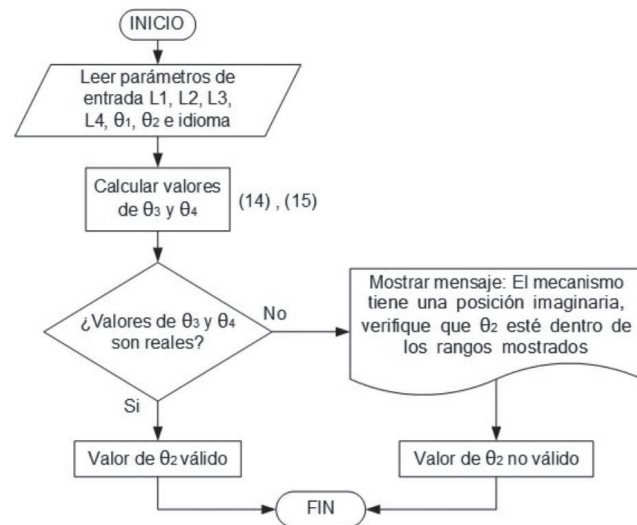 INICIO
Leer parámetros de
entrada L1, L2, L3,
L4, θ₁, θ₂ e idioma
Calcular valores
de θ₃ y θ₄
(14) , (15)
¿Valores de θ₃ y θ₄
son reales?
No
Mostrar mensaje: El mecanismo
tiene una posición imaginaria,
verifique que θ₂ esté dentro de
los rangos mostrados
Si
Valor de θ₂ válido
Valor de θ₂ no válido
FIN